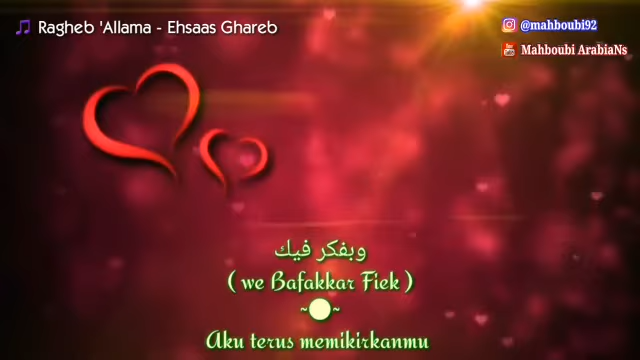 Ragheb 'Allama - Ehsaas Ghareb
@mahboubi92
Mahboubi ArabiaNs
وبفكر فيك
( we Bafakkar Fiek )
~●~
Aku terus memikirkanmu